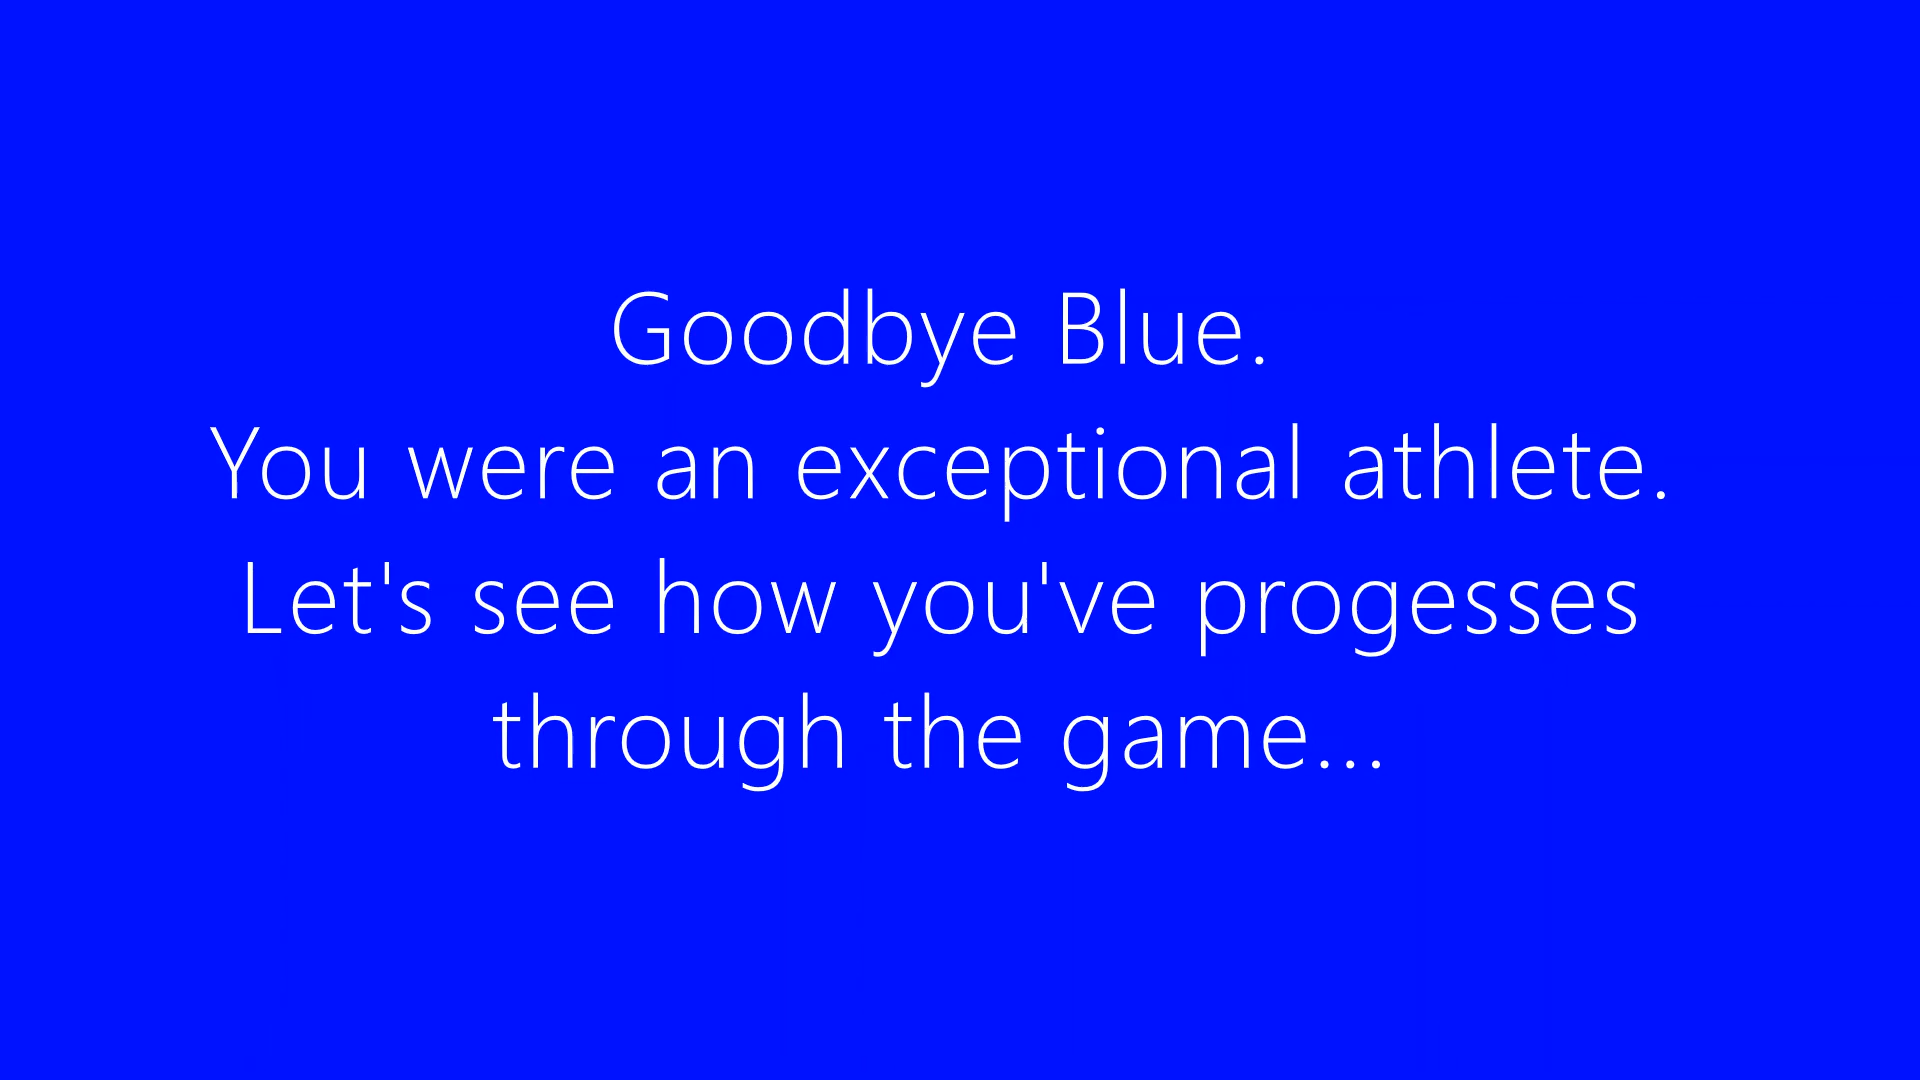 Goodbye Blue.
You were an exceptional athlete.
Let's see how you've progesses
through the game...